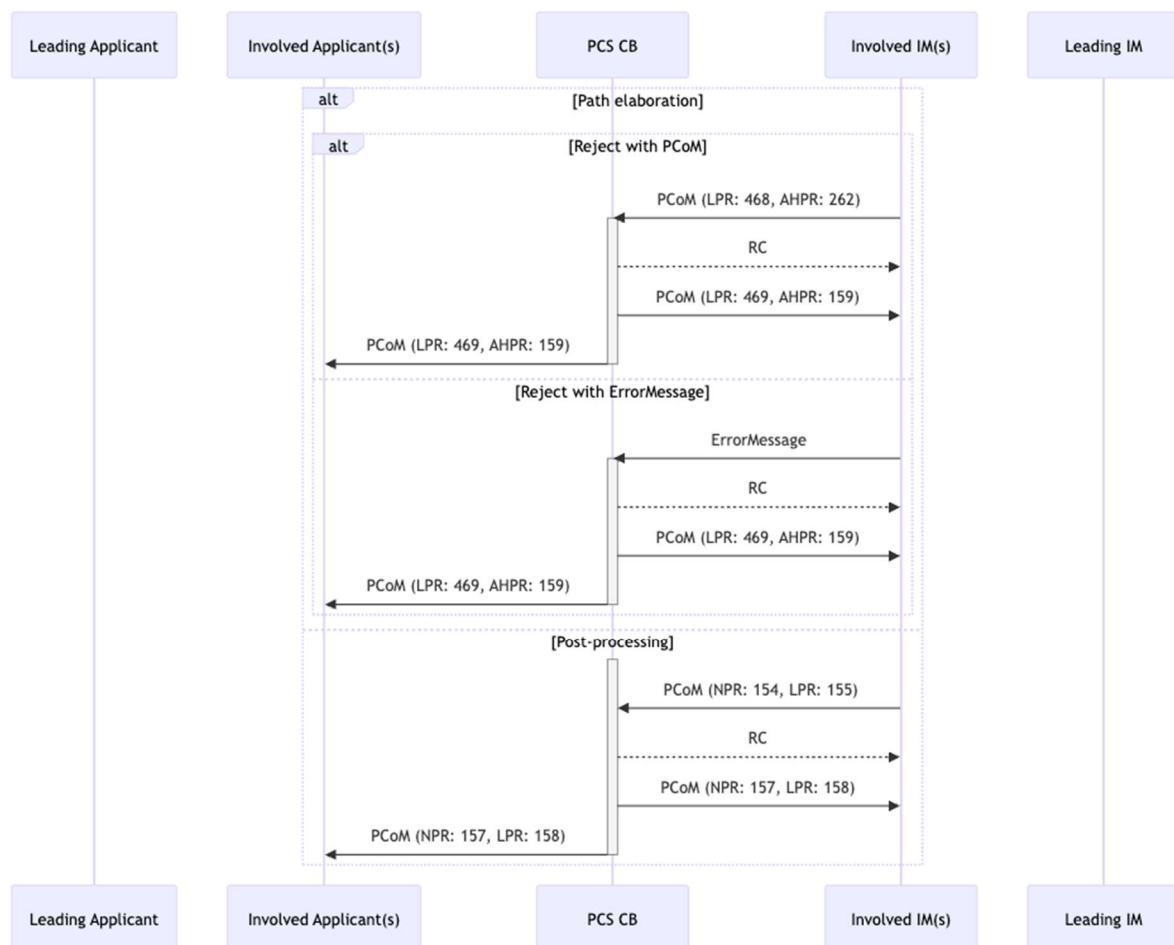 Leading Applicant Involved Applicant(s) PCS CB Involved IM(s) Leading IM
alt [Path elaboration]
alt [Reject with PCoM]
PCoM (LPR: 468, AHPR: 262)
RC
PCoM (LPR: 469, AHPR: 159)
PCoM (LPR: 469, AHPR: 159)
[Reject with ErrorMessage]
ErrorMessage
RC
PCoM (LPR: 469, AHPR: 159)
PCoM (LPR: 469, AHPR: 159)
[Post-processing]
PCoM (NPR: 154, LPR: 155)
RC
PCoM (NPR: 157, LPR: 158)
PCoM (NPR: 157, LPR: 158)
Leading Applicant Involved Applicant(s) PCS CB Involved IM(s) Leading IM